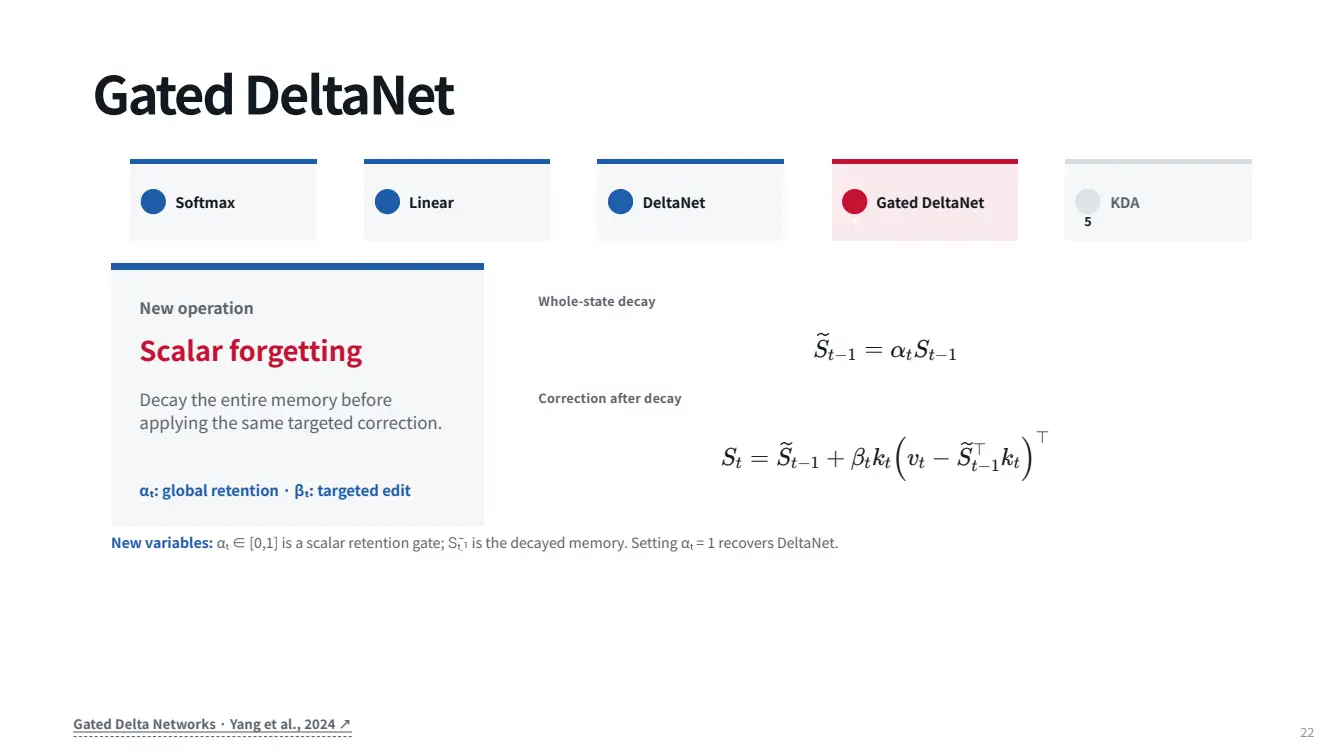 Gated DeltaNet
Softmax
Linear
DeltaNet
Gated DeltaNet
KDA
5
New operation
Scalar forgetting
Decay the entire memory before
applying the same targeted correction.
αₜ: global retention · βₜ: targeted edit
Whole-state decay
S̃ₜ₋₁ = αₜSₜ₋₁
Correction after decay
Sₜ = S̃ₜ₋₁ + βₜkₜ(vₜ − S̃ₜ₋₁⊤kₜ)⊤
New variables: αₜ ∈ [0,1] is a scalar retention gate; S̃ₜ₋₁ is the decayed memory. Setting αₜ = 1 recovers DeltaNet.
Gated Delta Networks · Yang et al., 2024 ↗
22